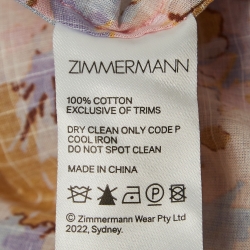 ZIMMERMANN
100% COTTON
EXCLUSIVE OF TRIMS
DRY CLEAN ONLY CODE P
COOL IRON
DO NOT SPOT CLEAN
MADE IN CHINA
P
© Zimmermann Wear Pty Ltd
2022, Sydney.